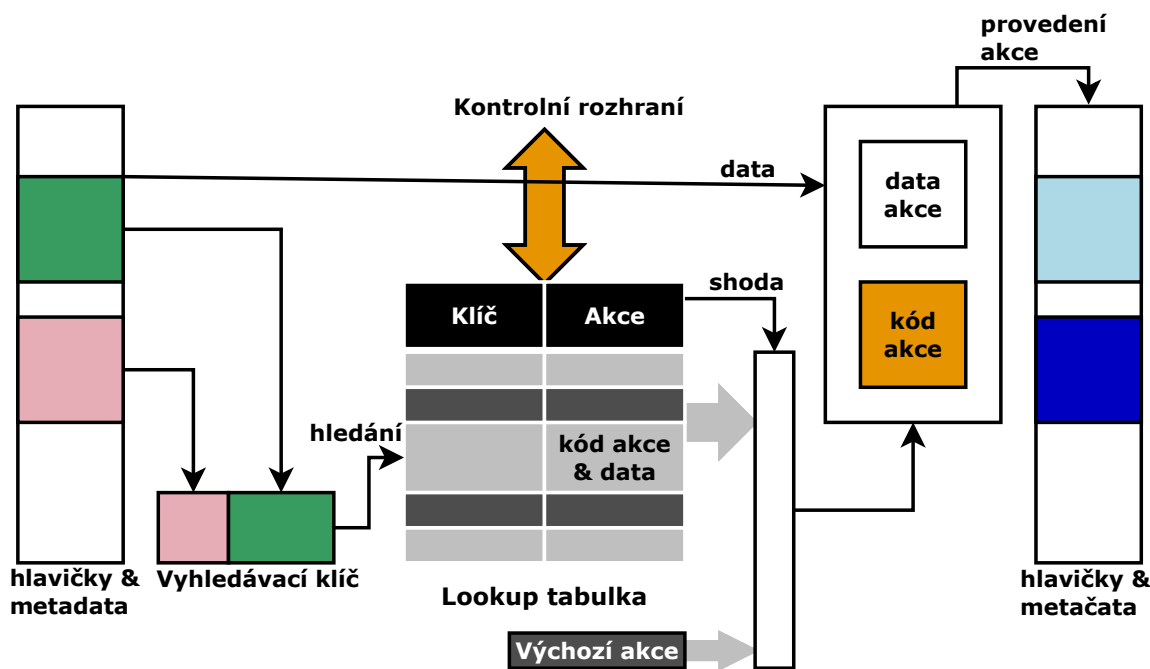 provedení
akce
Kontrolní rozhraní
data
data
akce
shoda
Klíč
Akce
kód
akce
hledání
kód akce
& data
hlavičky &
metadata
Vyhledávací klíč
Lookup tabulka
hlavičky &
metačata
Výchozí akce